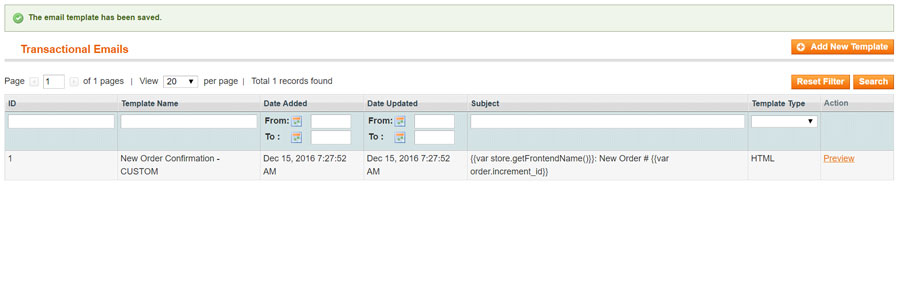 The email template has been saved.
Transactional Emails
Add New Template
Page 1 of 1 pages | View 20 per page | Total 1 records found
Reset Filter Search
ID Template Name Date Added Date Updated Subject Template Type Action
From: From:
To : To :
1 New Order Confirmation - Dec 15, 2016 7:27:52 Dec 15, 2016 7:27:52 {{var store.getFrontendName()}}: New Order # {{var HTML Preview
CUSTOM AM AM order.increment_id}}